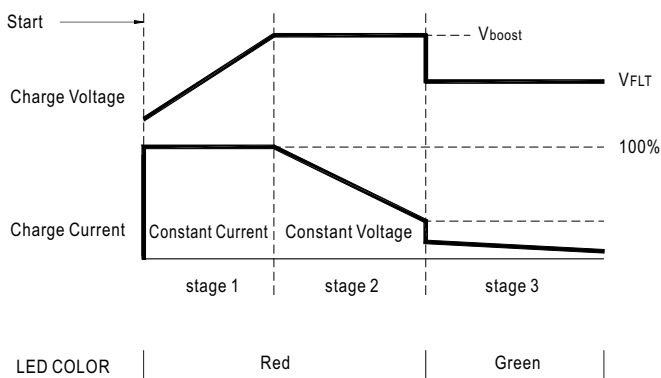 Start
Vboost
Charge Voltage
VFLT
100%
Charge Current
Constant Current
Constant Voltage
stage 1
stage 2
stage 3
LED COLOR
Red
Green